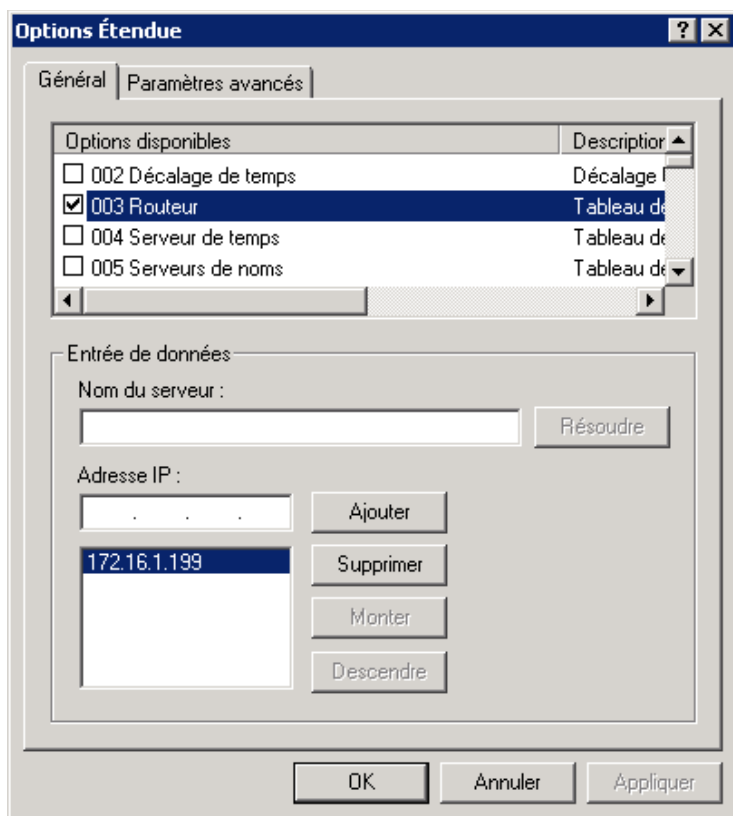 Options Étendue
Général Paramètres avancés
Options disponibles Description
002 Décalage de temps Décalage
003 Routeur Tableau de
004 Serveur de temps Tableau de
005 Serveurs de noms Tableau de
Entrée de données
Nom du serveur :
Résoudre
Adresse IP :
. . . Ajouter
172.16.1.199 Supprimer
Monter
Descendre
OK Annuler Appliquer